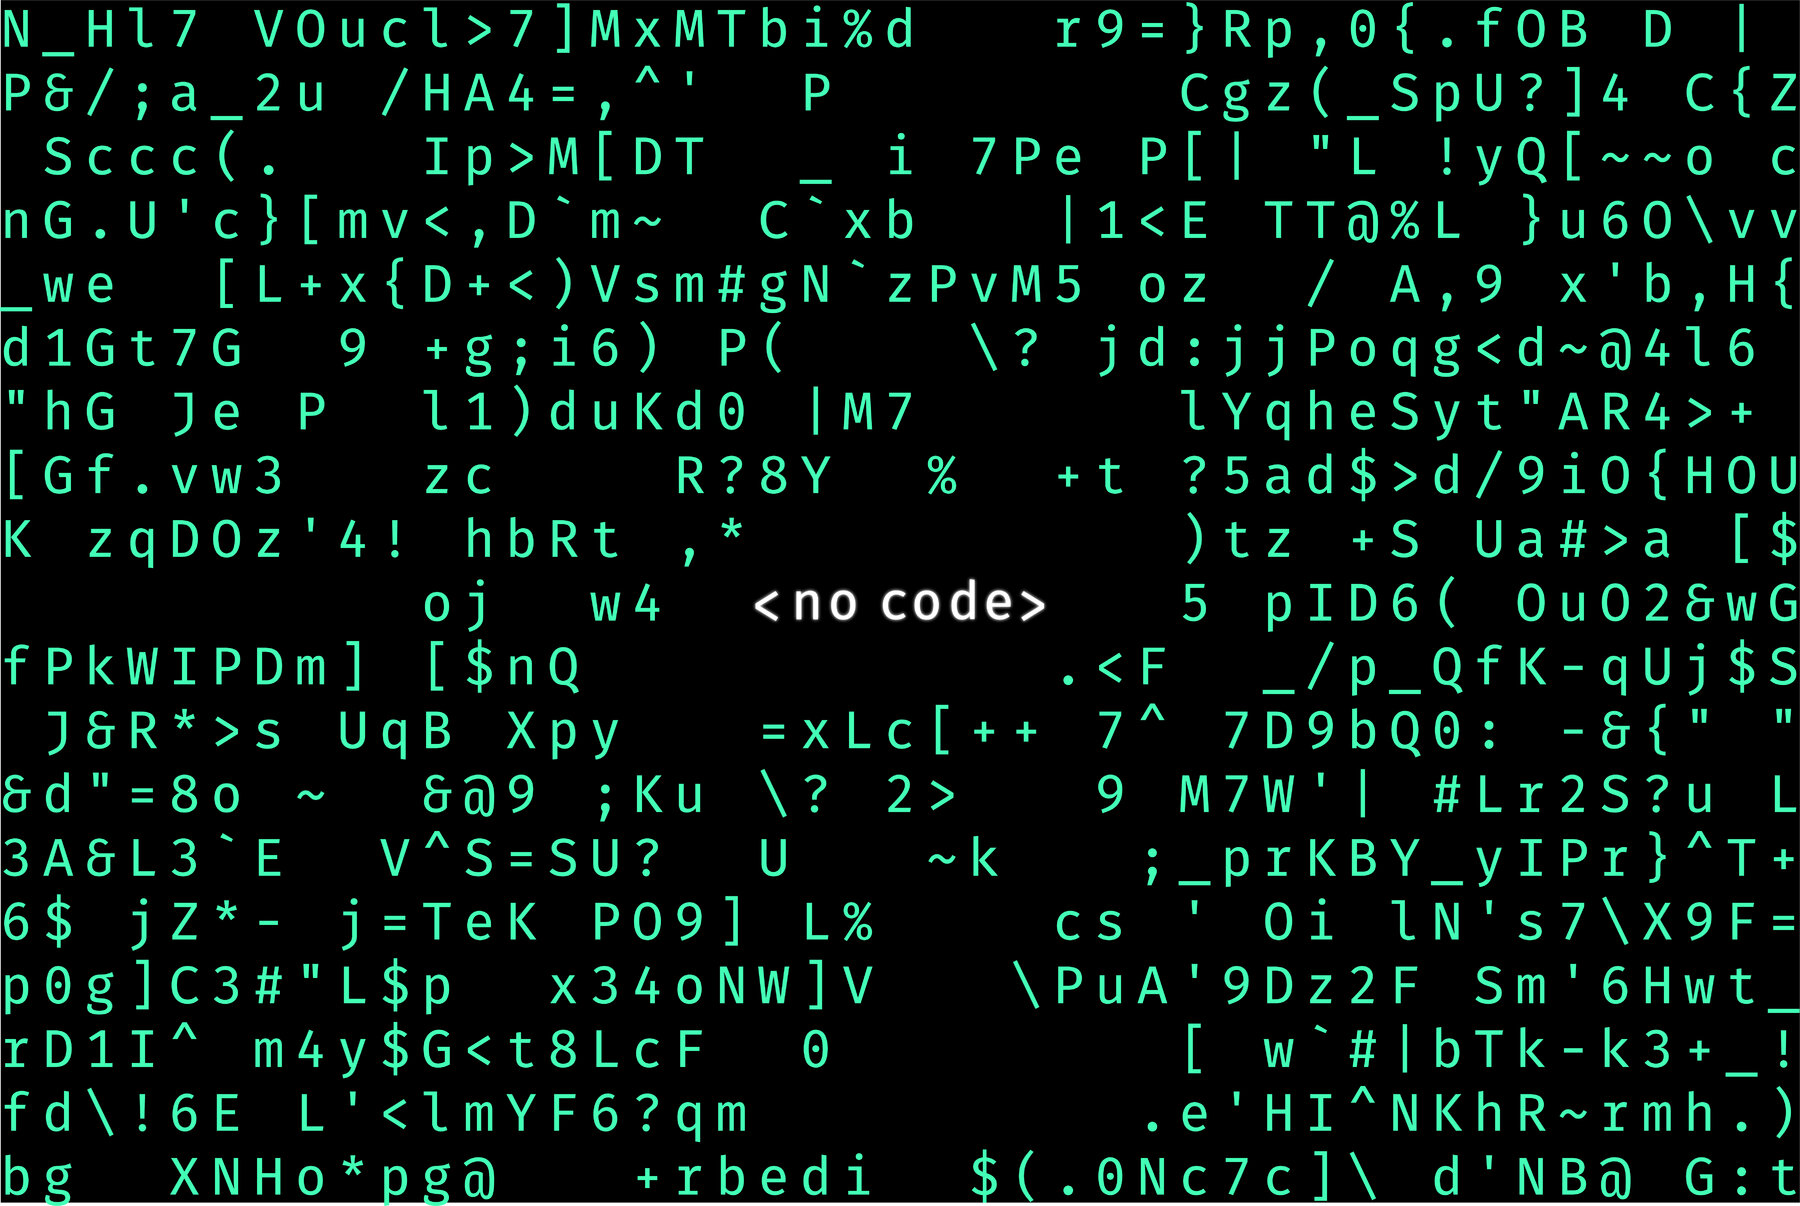 N_Hl7 VOucl>7]MxMTbi%d   r9=}Rp,0{.fOB D |
P&/;a_2u /HA4=,^'  P        Cgz(_SpU?]4 C{Z
 Sccc(.   Ip>M[DT  _ i 7Pe P[| "L !yQ[~~o c
nG.U'c}[mv<,D`m~  C`xb   |1<E TT@%L }u6O\vv
_we  [L+x{D+<)Vsm#gN`zPvM5 oz  / A,9 x'b,H{
d1Gt7G  9 +g;i6) P(    \? jd:jjPoqg<d~@4l6
"hG Je P  l1)duKd0 |M7      lYqheSyt"AR4>+
[Gf.vw3   zc    R?8Y  %  +t ?5ad$>d/9iO{HOU
K zqDOz'4! hbRt ,*          )tz +S Ua#>a [$
          oj  w4  <no code>   5 pID6( OuO2&wG
fPkWIPDm] [$nQ           .<F  _/p_QfK-qUj$S
 J&R*>s UqB Xpy   =xLc[++ 7^ 7D9bQ0: -&{" "
&d"=8o ~  &@9 ;Ku \? 2>   9 M7W'| #Lr2S?u L
3A&L3`E  V^S=SU?  U   ~k   ;_prKBY_yIPr}^T+
6$ jZ*- j=TeK PO9] L%    cs ' Oi lN's7\X9F=
p0g]C3#"L$p  x34oNW]V   \PuA'9Dz2F Sm'6Hwt_
rD1I^ m4y$G<t8LcF  0        [ w`#|bTk-k3+_!
fd\!6E L'<lmYF6?qm         .e'HI^NKhR~rmh.)
bg  XNHo*pg@   +rbedi  $(.0Nc7c]\ d'NB@ G:t